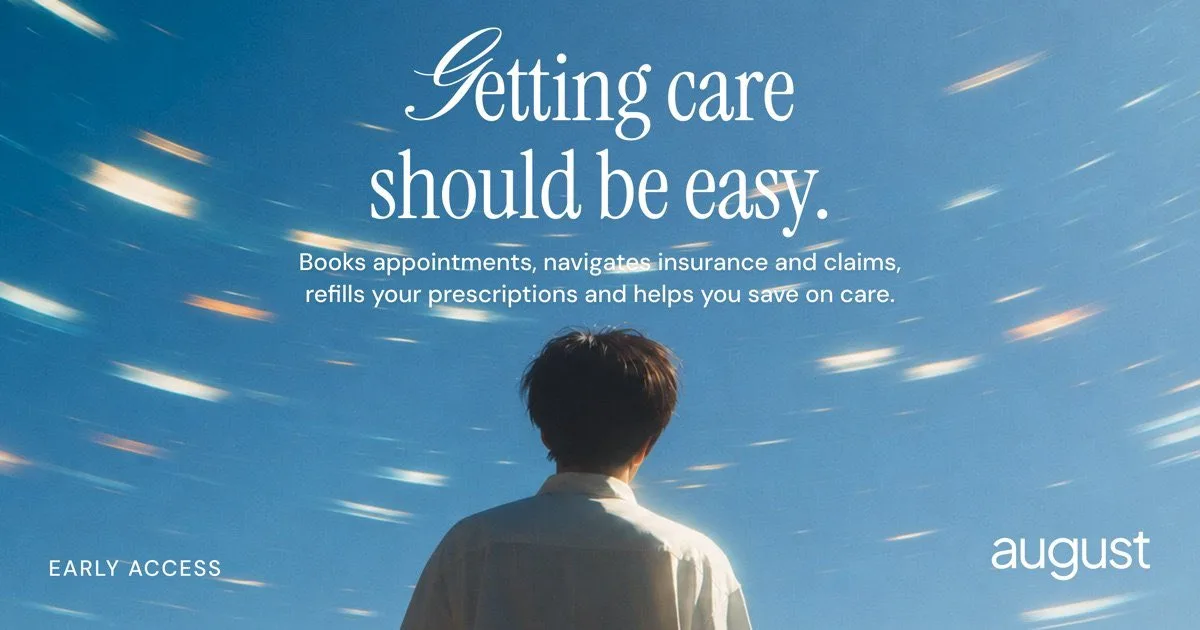 Getting care
should be easy.
Books appointments, navigates insurance and claims,
refills your prescriptions and helps you save on care.
EARLY ACCESS
august